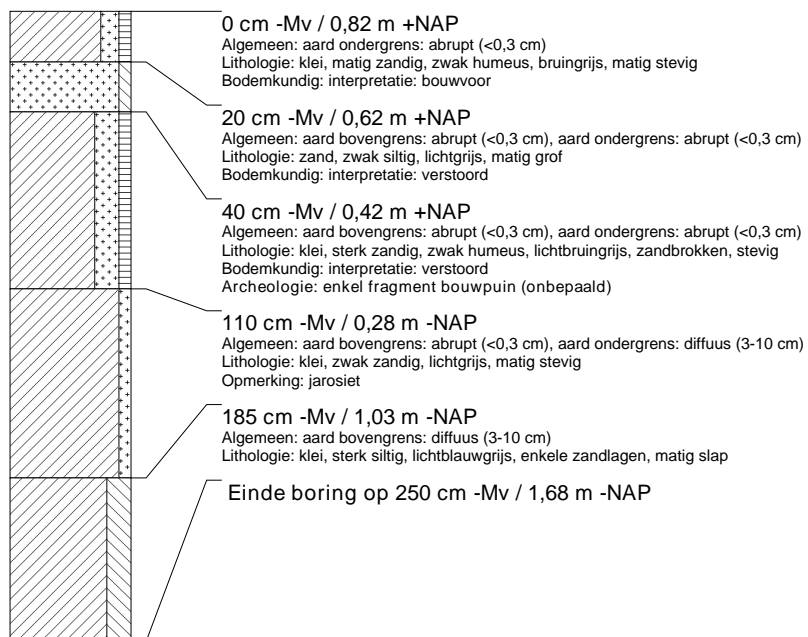 0 cm -Mv / 0,82 m +NAP
Algemeen: aard ondergrens: abrupt (<0,3 cm)
Lithologie: klei, matig zandig, zwak humeus, bruingrijs, matig stevig
Bodemkundig: interpretatie: bouwvoor
20 cm -Mv / 0,62 m +NAP
Algemeen: aard bovengrens: abrupt (<0,3 cm), aard ondergrens: abrupt (<0,3 cm)
Lithologie: zand, zwak siltig, lichtgrijs, matig grof
Bodemkundig: interpretatie: verstoord
40 cm -Mv / 0,42 m +NAP
Algemeen: aard bovengrens: abrupt (<0,3 cm), aard ondergrens: abrupt (<0,3 cm)
Lithologie: klei, sterk zandig, zwak humeus, lichtbruingrijs, zandbrokken, stevig
Bodemkundig: interpretatie: verstoord
Archeologie: enkel fragment bouwpuin (onbepaald)
110 cm -Mv / 0,28 m -NAP
Algemeen: aard bovengrens: abrupt (<0,3 cm), aard ondergrens: diffuus (3-10 cm)
Lithologie: klei, zwak zandig, lichtgrijs, matig stevig
Opmerking: jarosiet
185 cm -Mv / 1,03 m -NAP
Algemeen: aard bovengrens: diffuus (3-10 cm)
Lithologie: klei, sterk siltig, lichtblauwgrijs, enkele zandlagen, matig slap
Einde boring op 250 cm -Mv / 1,68 m -NAP